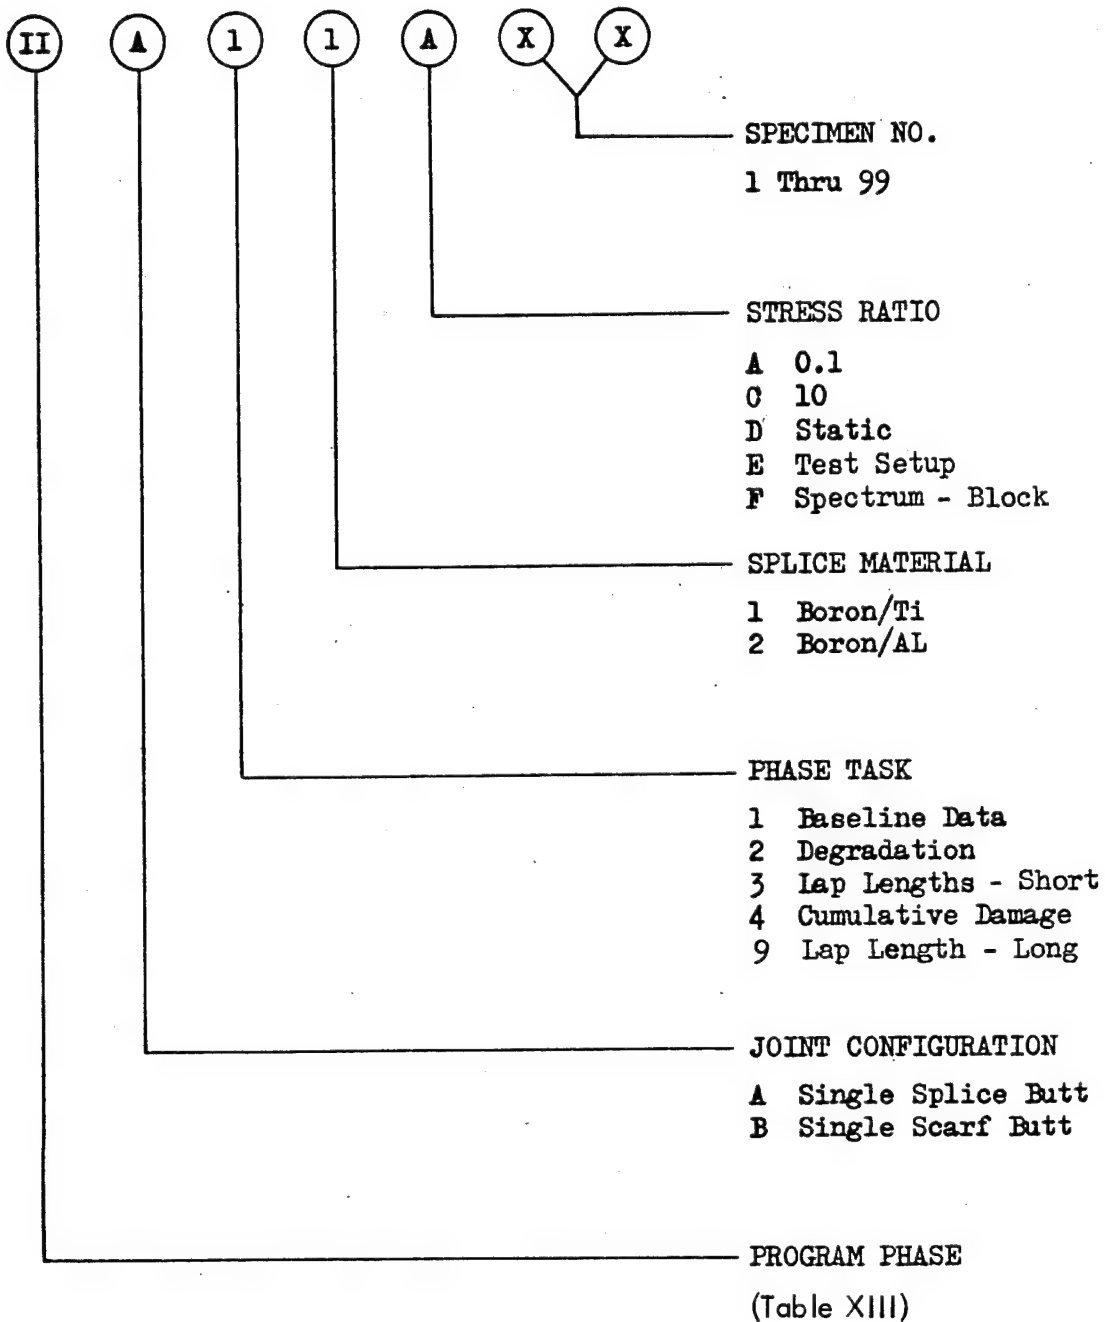 II A 1 1 A X X
SPECIMEN NO.
1 Thru 99
STRESS RATIO
A 0.1
C 10
D Static
E Test Setup
F Spectrum - Block
SPLICE MATERIAL
1 Boron/Ti
2 Boron/AL
PHASE TASK
1 Baseline Data
2 Degradation
3 Lap Lengths - Short
4 Cumulative Damage
9 Lap Length - Long
JOINT CONFIGURATION
A Single Splice Butt
B Single Scarf Butt
PROGRAM PHASE
(Table XIII)